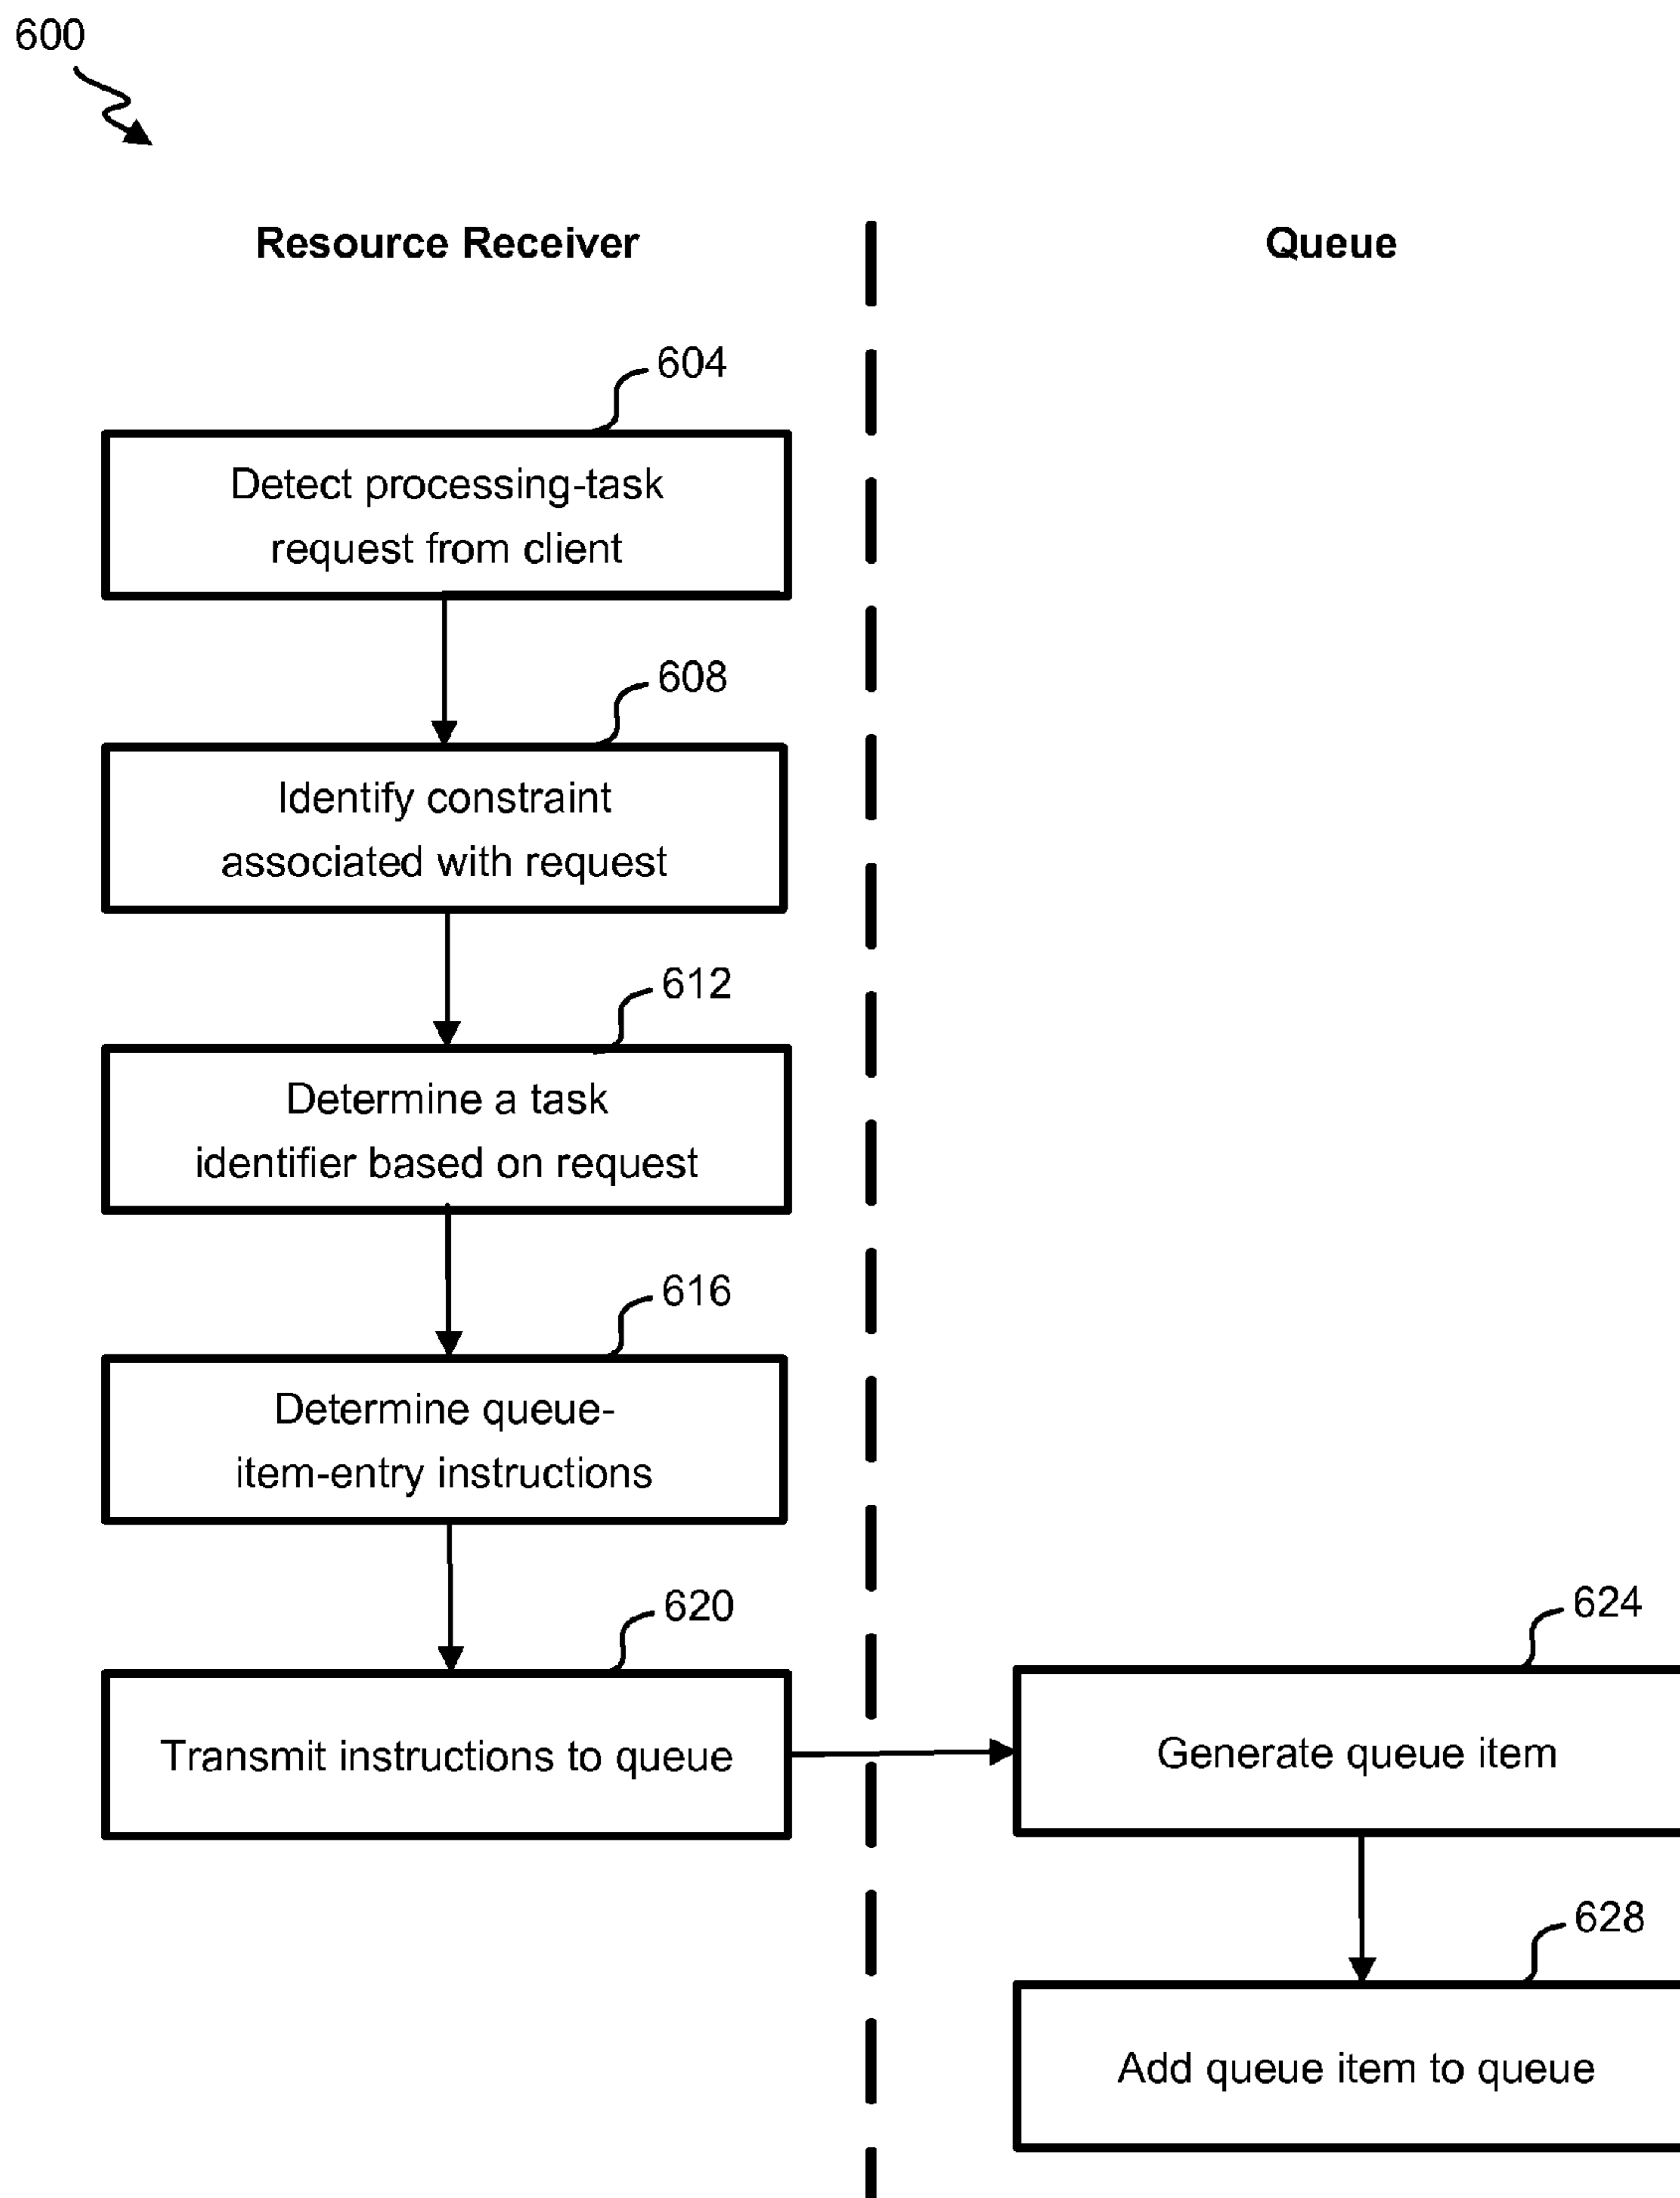 600
Resource Receiver
Queue
604
Detect processing-task
request from client
608
Identify constraint
associated with request
612
Determine a task
identifier based on request
616
Determine queue-
item-entry instructions
620
Transmit instructions to queue
624
Generate queue item
628
Add queue item to queue